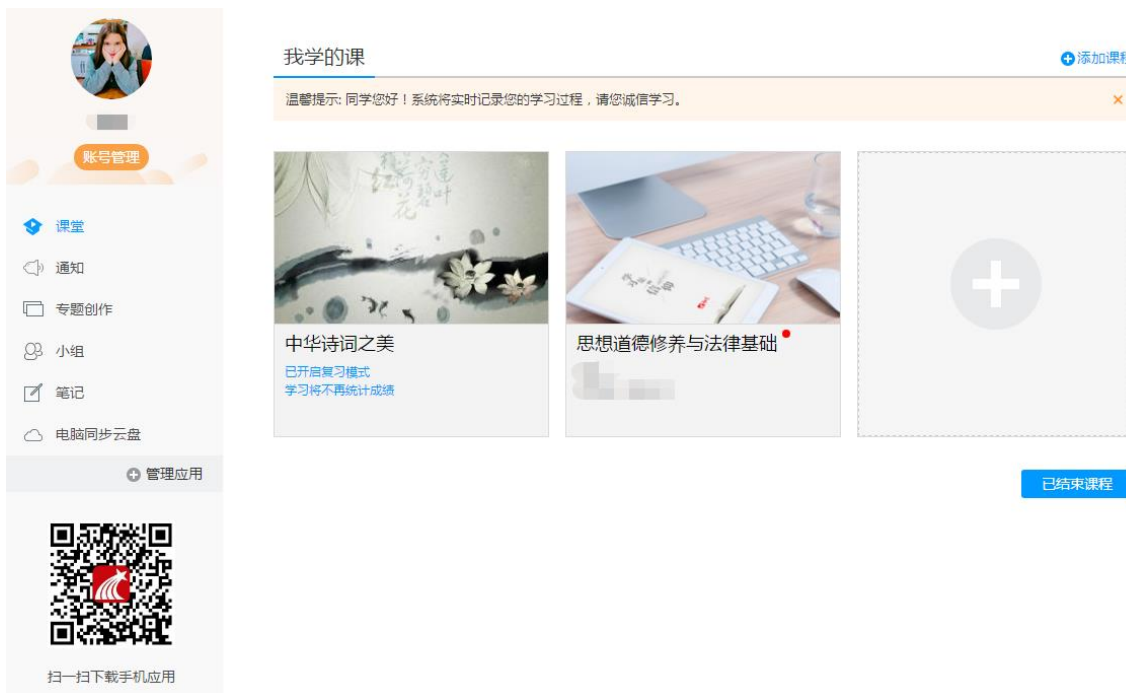 账号管理
课堂
通知
专题创作
小组
笔记
电脑同步云盘
管理应用
扫一扫下载手机应用
我学的课
添加课程
温馨提示: 同学您好！系统将实时记录您的学习过程，请您诚信学习。
中华诗词之美
已开启复习模式
学习将不再统计成绩
思想道德修养与法律基础
已结束课程